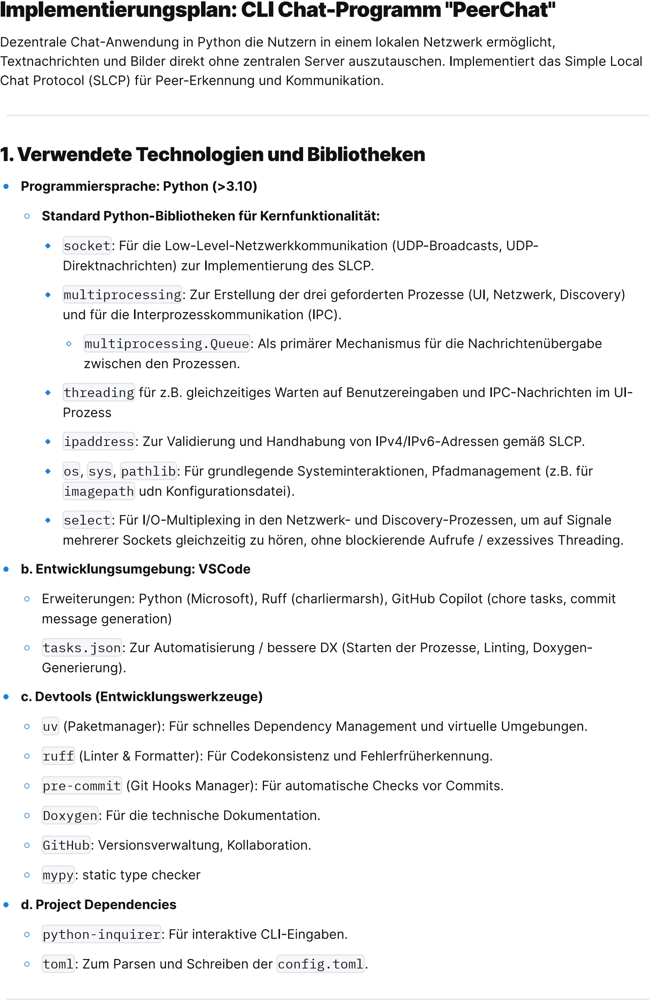 Implementierungsplan: CLI Chat-Programm "PeerChat"
Dezentrale Chat-Anwendung in Python die Nutzern in einem lokalen Netzwerk ermöglicht,
Textnachrichten und Bilder direkt ohne zentralen Server auszutauschen. Implementiert das Simple Local
Chat Protocol (SLCP) für Peer-Erkennung und Kommunikation.
1. Verwendete Technologien und Bibliotheken
Programmiersprache: Python (>3.10)
Standard Python-Bibliotheken für Kernfunktionalität:
socket: Für die Low-Level-Netzwerkkommunikation (UDP-Broadcasts, UDP-
Direktnachrichten) zur Implementierung des SLCP.
multiprocessing: Zur Erstellung der drei geforderten Prozesse (UI, Netzwerk, Discovery)
und für die Interprozesskommunikation (IPC).
multiprocessing.Queue: Als primärer Mechanismus für die Nachrichtenübergabe
zwischen den Prozessen.
threading für z.B. gleichzeitiges Warten auf Benutzereingaben und IPC-Nachrichten im UI-
Prozess
ipaddress: Zur Validierung und Handhabung von IPv4/IPv6-Adressen gemäß SLCP.
os, sys, pathlib: Für grundlegende Systeminteraktionen, Pfadmanagement (z.B. für
imagepath udn Konfigurationsdatei).
select: Für I/O-Multiplexing in den Netzwerk- und Discovery-Prozessen, um auf Signale
mehrerer Sockets gleichzeitig zu hören, ohne blockierende Aufrufe / exzessives Threading.
b. Entwicklungsumgebung: VSCode
Erweiterungen: Python (Microsoft), Ruff (charliermarsh), GitHub Copilot (chore tasks, commit
message generation)
tasks.json: Zur Automatisierung / bessere DX (Starten der Prozesse, Linting, Doxygen-
Generierung).
c. Devtools (Entwicklungswerkzeuge)
uv (Paketmanager): Für schnelles Dependency Management und virtuelle Umgebungen.
ruff (Linter & Formatter): Für Codekonsistenz und Fehlerfrüherkennung.
pre-commit (Git Hooks Manager): Für automatische Checks vor Commits.
Doxygen: Für die technische Dokumentation.
GitHub: Versionsverwaltung, Kollaboration.
mypy: static type checker
d. Project Dependencies
python-inquirer: Für interaktive CLI-Eingaben.
toml: Zum Parsen und Schreiben der config.toml.